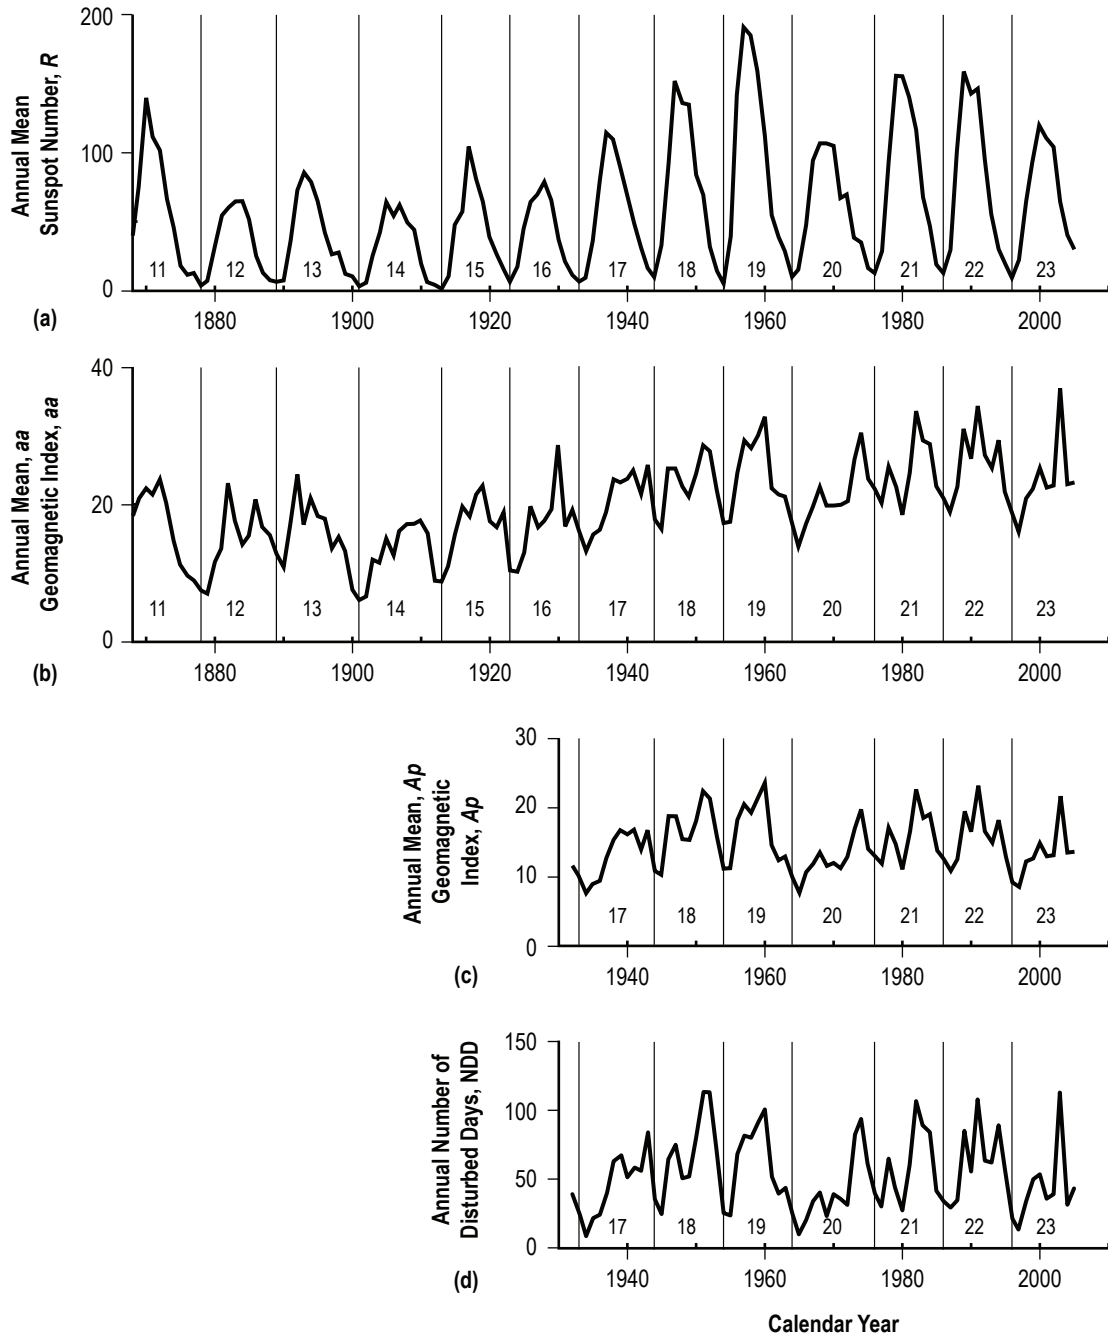 200
100
0
Annual Mean
Sunspot Number, R
11 12 13 14 15 16 17 18 19 20 21 22 23
1880 1900 1920 1940 1960 1980 2000
(a)
40
20
0
Annual Mean, aa
Geomagnetic Index, aa
11 12 13 14 15 16 17 18 19 20 21 22 23
1880 1900 1920 1940 1960 1980 2000
(b)
30
20
10
0
Annual Mean, Ap
Geomagnetic
Index, Ap
17 18 19 20 21 22 23
1940 1960 1980 2000
(c)
150
100
50
0
Annual Number of
Disturbed Days, NDD
17 18 19 20 21 22 23
1940 1960 1980 2000
(d)
Calendar Year